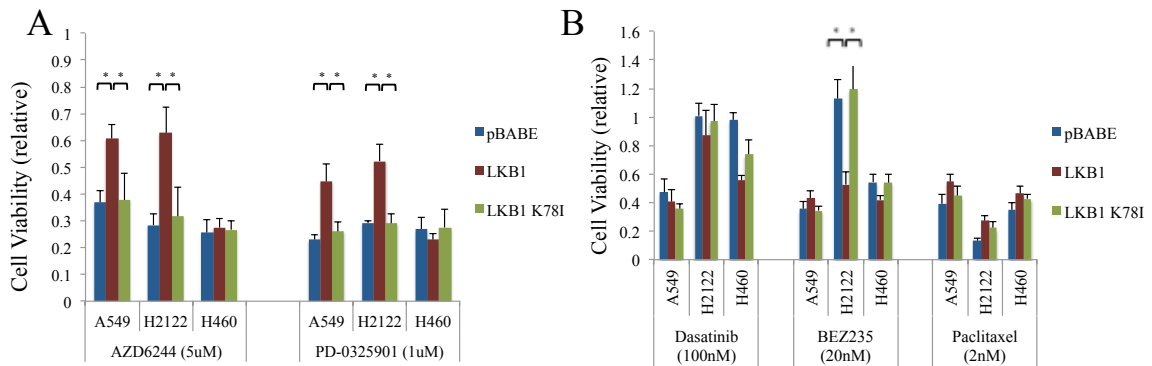 A
Cell Viability (relative)
1
0.9
0.8
0.7
0.6
0.5
0.4
0.3
0.2
0.1
0
* * * * * * * *
A549 H2122 H460 A549 H2122 H460
AZD6244 (5uM) PD-0325901 (1uM)
pBABE
LKB1
LKB1 K78I
B
Cell Viability (relative)
1.6
1.4
1.2
1
0.8
0.6
0.4
0.2
0
* *
A549 H2122 H460 A549 H2122 H460 A549 H2122 H460
Dasatinib BEZ235 Paclitaxel
(100nM) (20nM) (2nM)
pBABE
LKB1
LKB1 K78I